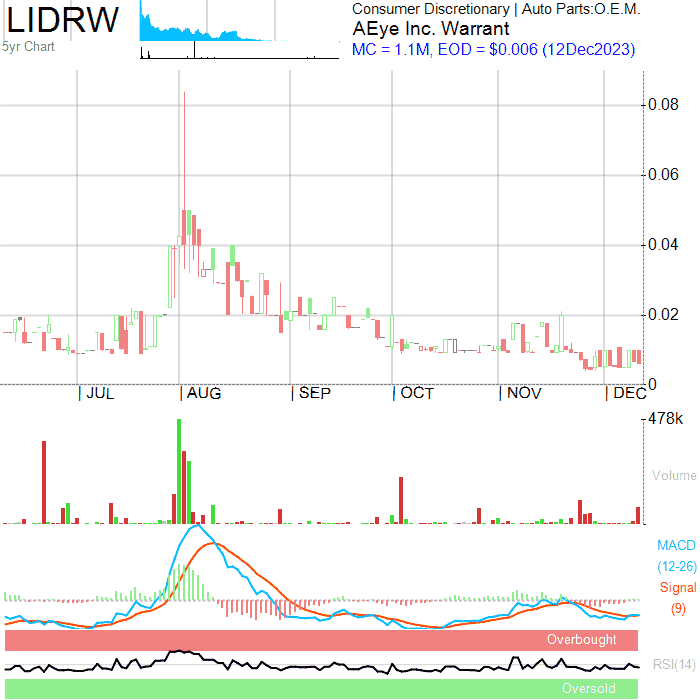 LIDRW
5yr Chart
Consumer Discretionary | Auto Parts:O.E.M.
AEye Inc. Warrant
MC = 1.1M, EOD = $0.006 (12Dec2023)
0.08
0.06
0.04
0.02
0
JUL
AUG
SEP
OCT
NOV
DEC
478k
Volume
MACD
(12-26)
Signal
(9)
Overbought
RSI(14)
Oversold